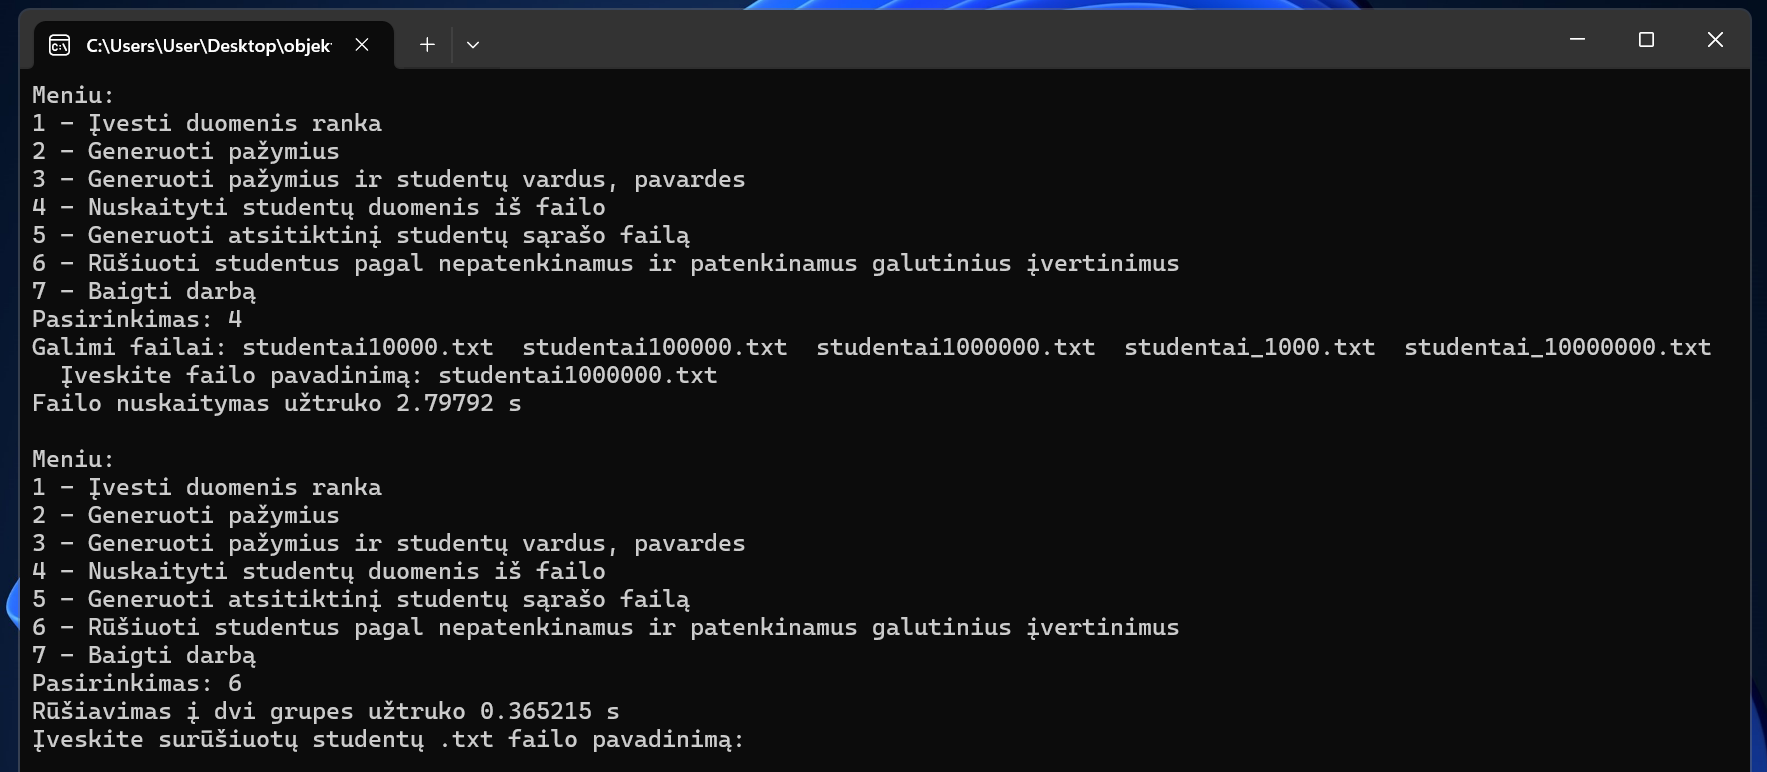 C:\Users\User\Desktop\objek
Meniu:
1 - Įvesti duomenis ranka
2 - Generuoti pažymius
3 - Generuoti pažymius ir studentų vardus, pavardes
4 - Nuskaityti studentų duomenis iš failo
5 - Generuoti atsitiktinį studentų sąrašo failą
6 - Rūšiuoti studentus pagal nepatenkinamus ir patenkinamus galutinius įvertinimus
7 - Baigti darbą
Pasirinkimas: 4
Galimi failai: studentai10000.txt  studentai100000.txt  studentai1000000.txt  studentai_1000.txt  studentai_10000000.txt
Įveskite failo pavadinimą: studentai1000000.txt
Failo nuskaitymas užtruko 2.79792 s
Meniu:
1 - Įvesti duomenis ranka
2 - Generuoti pažymius
3 - Generuoti pažymius ir studentų vardus, pavardes
4 - Nuskaityti studentų duomenis iš failo
5 - Generuoti atsitiktinį studentų sąrašo failą
6 - Rūšiuoti studentus pagal nepatenkinamus ir patenkinamus galutinius įvertinimus
7 - Baigti darbą
Pasirinkimas: 6
Rūšiavimas į dvi grupes užtruko 0.365215 s
Įveskite surūšiuotų studentų .txt failo pavadinimą: